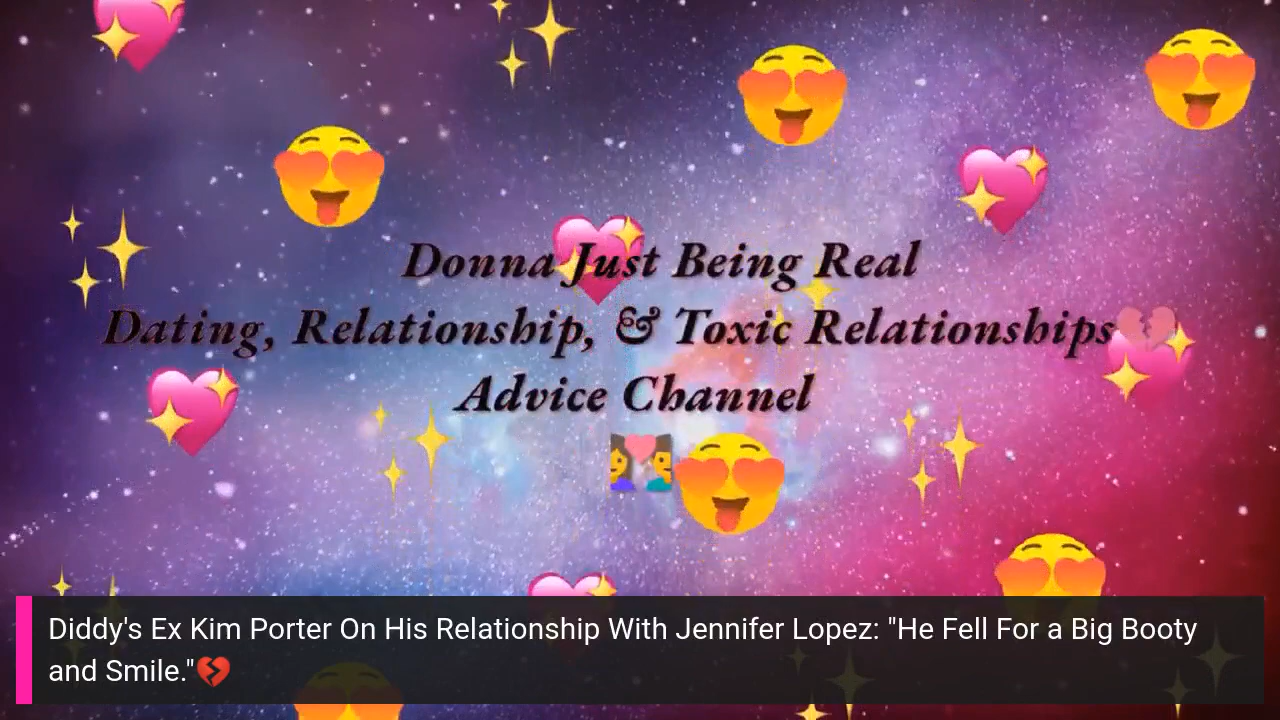 Donna Just Being Real
Dating, Relationship, & Toxic Relationships💔
Advice Channel
👩‍❤️‍👨
Diddy's Ex Kim Porter On His Relationship With Jennifer Lopez: "He Fell For a Big Booty
and Smile."💔